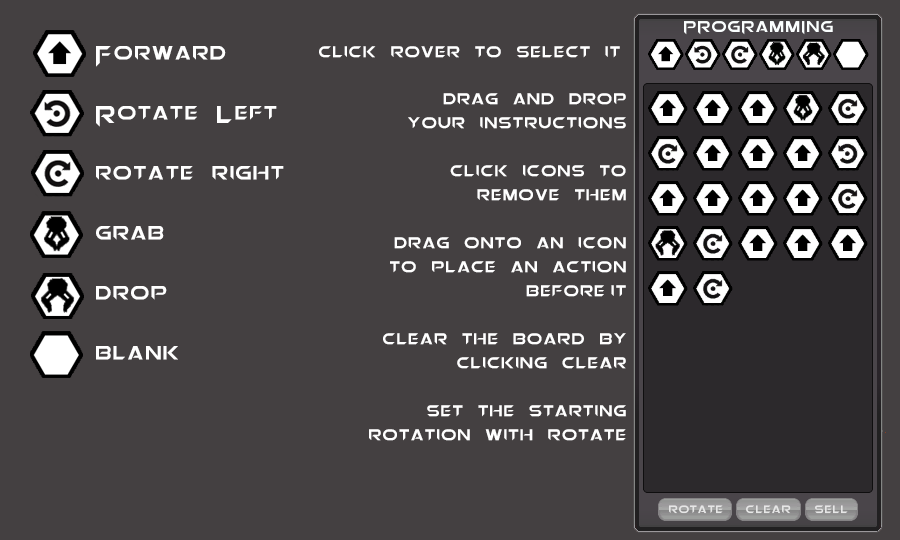 Forward
Rotate Left
Rotate Right
Grab
Drop
Blank
Click rover to select it
Drag and drop
your instructions
Click icons to
remove them
Drag onto an icon
to place an action
before it
Clear the board by
clicking clear
Set the starting
rotation with rotate
Programming
Rotate
Clear
Sell